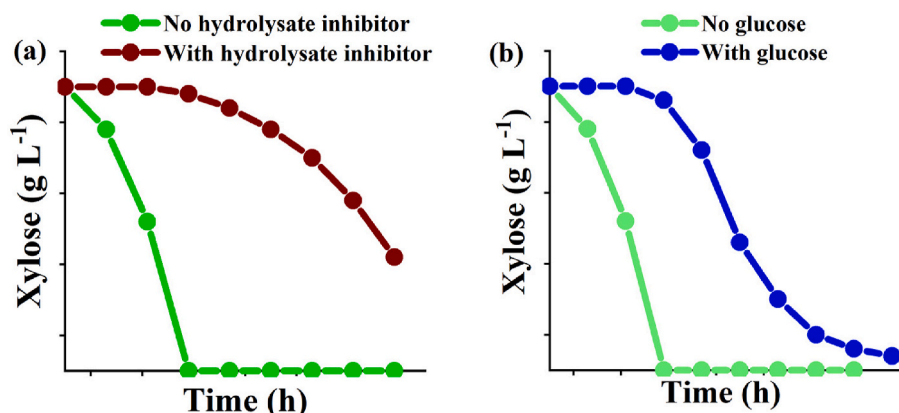 (a)
No hydrolysate inhibitor
With hydrolysate inhibitor
Xylose (g L⁻¹)
Time (h)
(b)
No glucose
With glucose
Xylose (g L⁻¹)
Time (h)